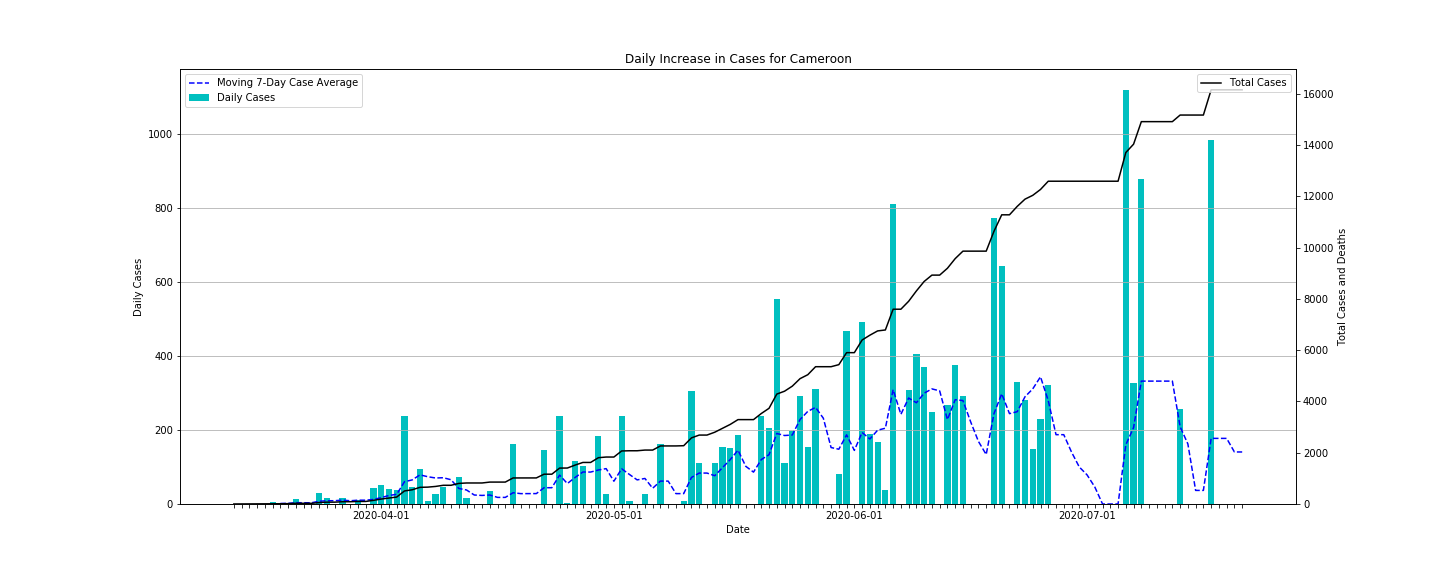 Daily Increase in Cases for Cameroon
Moving 7-Day Case Average
Daily Cases
Total Cases
1000
800
600
400
200
0
Daily Cases
16000
14000
12000
10000
8000
6000
4000
2000
0
Total Cases and Deaths
2020-04-01
2020-05-01
2020-06-01
2020-07-01
Date